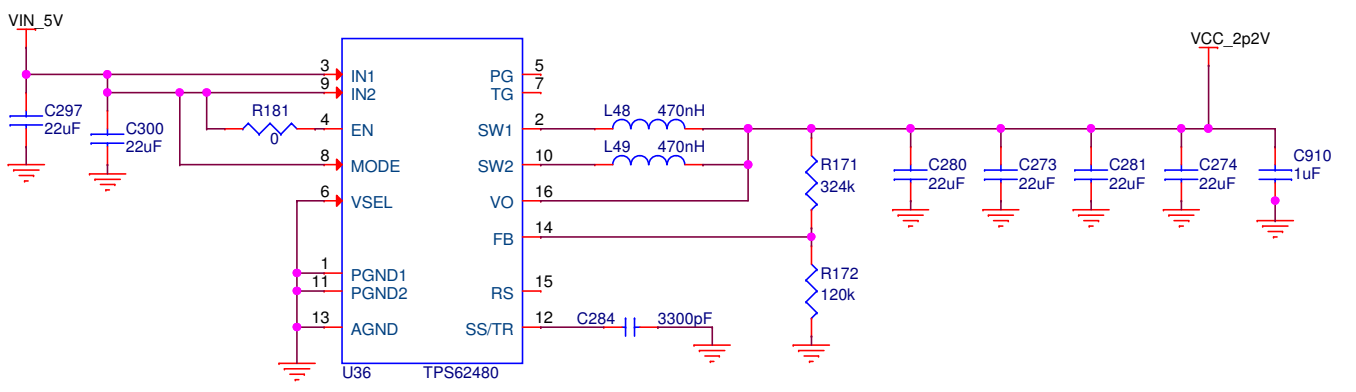 VIN_5V
VCC_2p2V
3 IN1
9 IN2
PG 5
TG 7
C297
22uF
C300
22uF
R181
0
4 EN
SW1 2
L48 470nH
8 MODE
SW2 10
L49 470nH
6 VSEL
VO 16
R171
324k
C280
22uF
C273
22uF
C281
22uF
C274
22uF
C910
1uF
FB 14
1 PGND1
11 PGND2
RS 15
R172
120k
13 AGND
SS/TR 12
C284 3300pF
U36 TPS62480